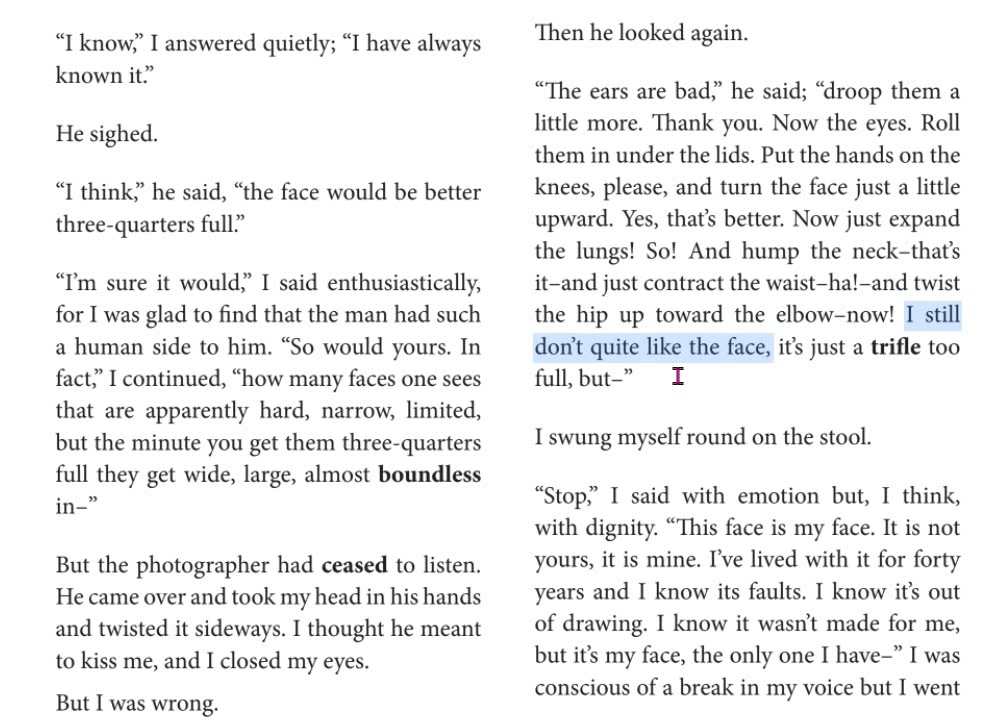 “I know,” I answered quietly; “I have always
known it.”
He sighed.
“I think,” he said, “the face would be better
three-quarters full.”
“I’m sure it would,” I said enthusiastically,
for I was glad to find that the man had such
a human side to him. “So would yours. In
fact,” I continued, “how many faces one sees
that are apparently hard, narrow, limited,
but the minute you get them three-quarters
full they get wide, large, almost boundless
in–”
But the photographer had ceased to listen.
He came over and took my head in his hands
and twisted it sideways. I thought he meant
to kiss me, and I closed my eyes.
But I was wrong.
Then he looked again.
“The ears are bad,” he said; “droop them a
little more. Thank you. Now the eyes. Roll
them in under the lids. Put the hands on the
knees, please, and turn the face just a little
upward. Yes, that’s better. Now just expand
the lungs! So! And hump the neck–that’s
it–and just contract the waist–ha!–and twist
the hip up toward the elbow–now! I still
don’t quite like the face, it’s just a trifle too
full, but–”
I swung myself round on the stool.
“Stop,” I said with emotion but, I think,
with dignity. “This face is my face. It is not
yours, it is mine. I’ve lived with it for forty
years and I know its faults. I know it’s out
of drawing. I know it wasn’t made for me,
but it’s my face, the only one I have–” I was
conscious of a break in my voice but I went